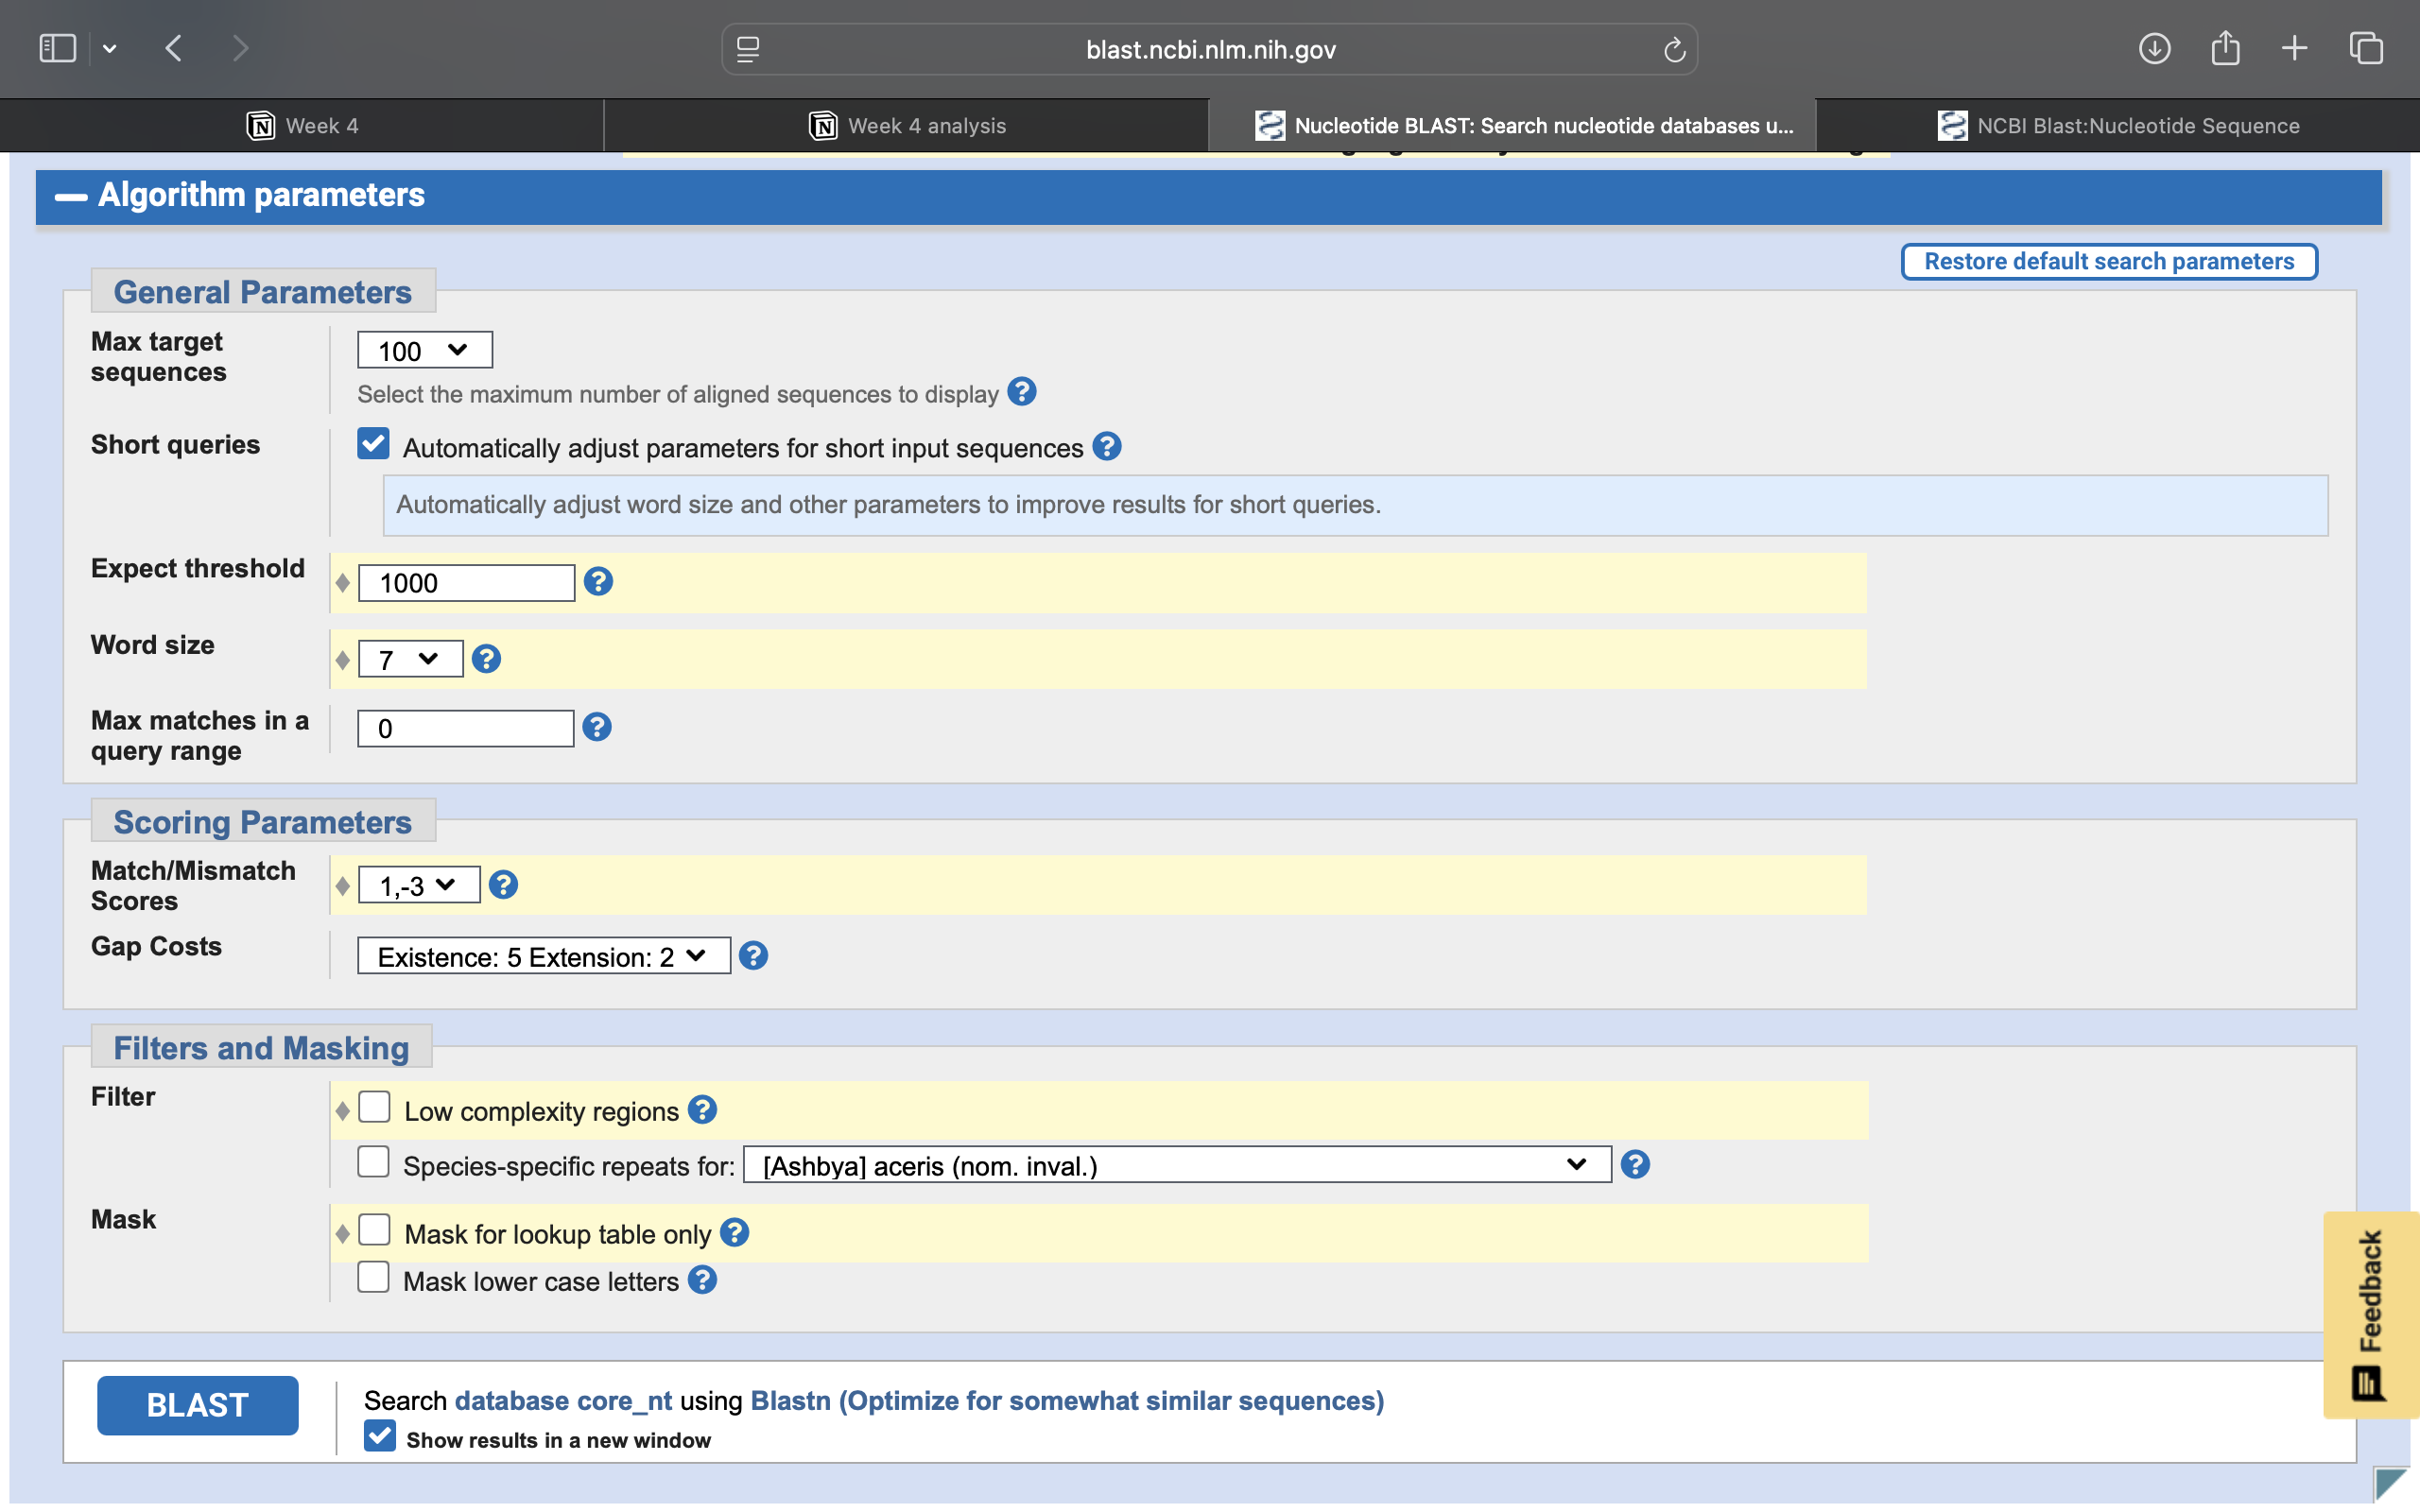 blast.ncbi.nlm.nih.gov
Week 4
Week 4 analysis
Nucleotide BLAST: Search nucleotide databases u...
NCBI Blast:Nucleotide Sequence
Algorithm parameters
Restore default search parameters
General Parameters
Max target
sequences
100
Select the maximum number of aligned sequences to display ?
Short queries
Automatically adjust parameters for short input sequences ?
Automatically adjust word size and other parameters to improve results for short queries.
Expect threshold
1000 ?
Word size
7 ?
Max matches in a
query range
0 ?
Scoring Parameters
Match/Mismatch
Scores
1,-3 ?
Gap Costs
Existence: 5 Extension: 2 ?
Filters and Masking
Filter
Low complexity regions ?
Species-specific repeats for: [Ashbya] aceris (nom. inval.) ?
Mask
Mask for lookup table only ?
Mask lower case letters ?
Feedback
BLAST
Search database core_nt using Blastn (Optimize for somewhat similar sequences)
Show results in a new window